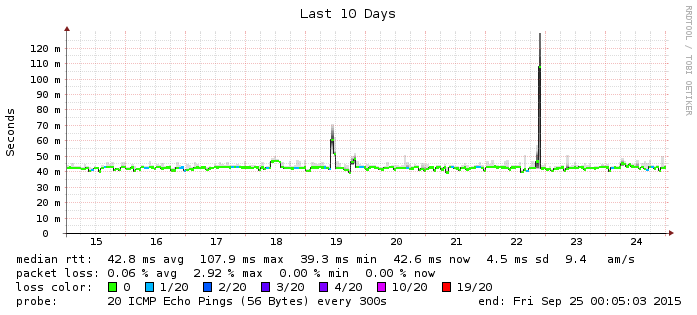 Last 10 Days
RRDTOOL / TOBI OETIKER
Seconds
120 m
110 m
100 m
90 m
80 m
70 m
60 m
50 m
40 m
30 m
20 m
10 m
0
15 16 17 18 19 20 21 22 23 24
median rtt: 42.8 ms avg 107.9 ms max 39.3 ms min 42.6 ms now 4.5 ms sd 9.4 am/s
packet loss: 0.06 % avg 2.92 % max 0.00 % min 0.00 % now
loss color: 0 1/20 2/20 3/20 4/20 10/20 19/20
probe: 20 ICMP Echo Pings (56 Bytes) every 300s end: Fri Sep 25 00:05:03 2015